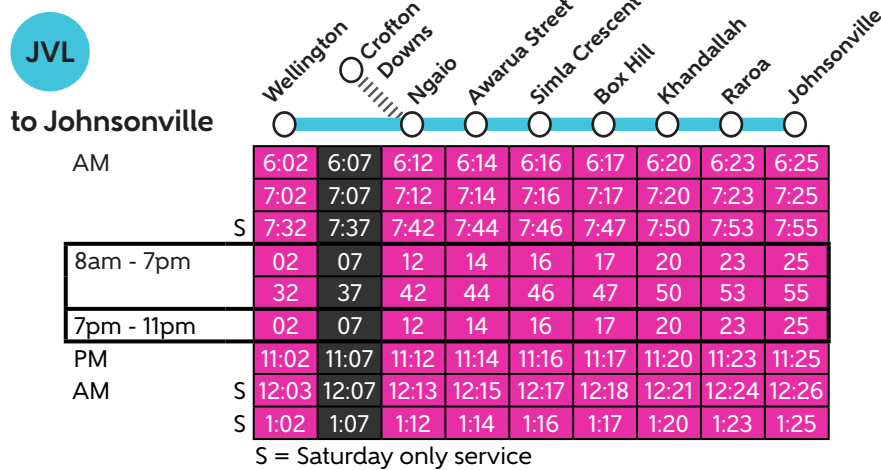 JVL
to Johnsonville
Wellington
Crofton
Downs
Ngaio
Awarua Street
Simla Crescent
Box Hill
Khandallah
Raroa
Johnsonville
AM 6:02 6:07 6:12 6:14 6:16 6:17 6:20 6:23 6:25
7:02 7:07 7:12 7:14 7:16 7:17 7:20 7:23 7:25
S 7:32 7:37 7:42 7:44 7:46 7:47 7:50 7:53 7:55
8am - 7pm 02 07 12 14 16 17 20 23 25
32 37 42 44 46 47 50 53 55
7pm - 11pm 02 07 12 14 16 17 20 23 25
PM 11:02 11:07 11:12 11:14 11:16 11:17 11:20 11:23 11:25
AM S 12:03 12:07 12:13 12:15 12:17 12:18 12:21 12:24 12:26
S 1:02 1:07 1:12 1:14 1:16 1:17 1:20 1:23 1:25
S = Saturday only service